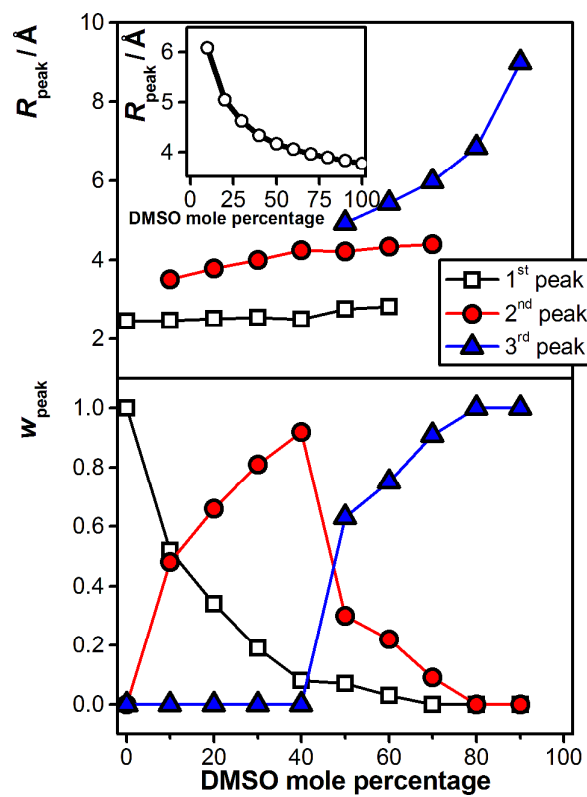 R_peak / Å
10
8
6
4
2
R_peak / Å
6
5
4
0 25 50 75 100
DMSO mole percentage
1st peak
2nd peak
3rd peak
w_peak
1.0
0.8
0.6
0.4
0.2
0.0
0 20 40 60 80 100
DMSO mole percentage